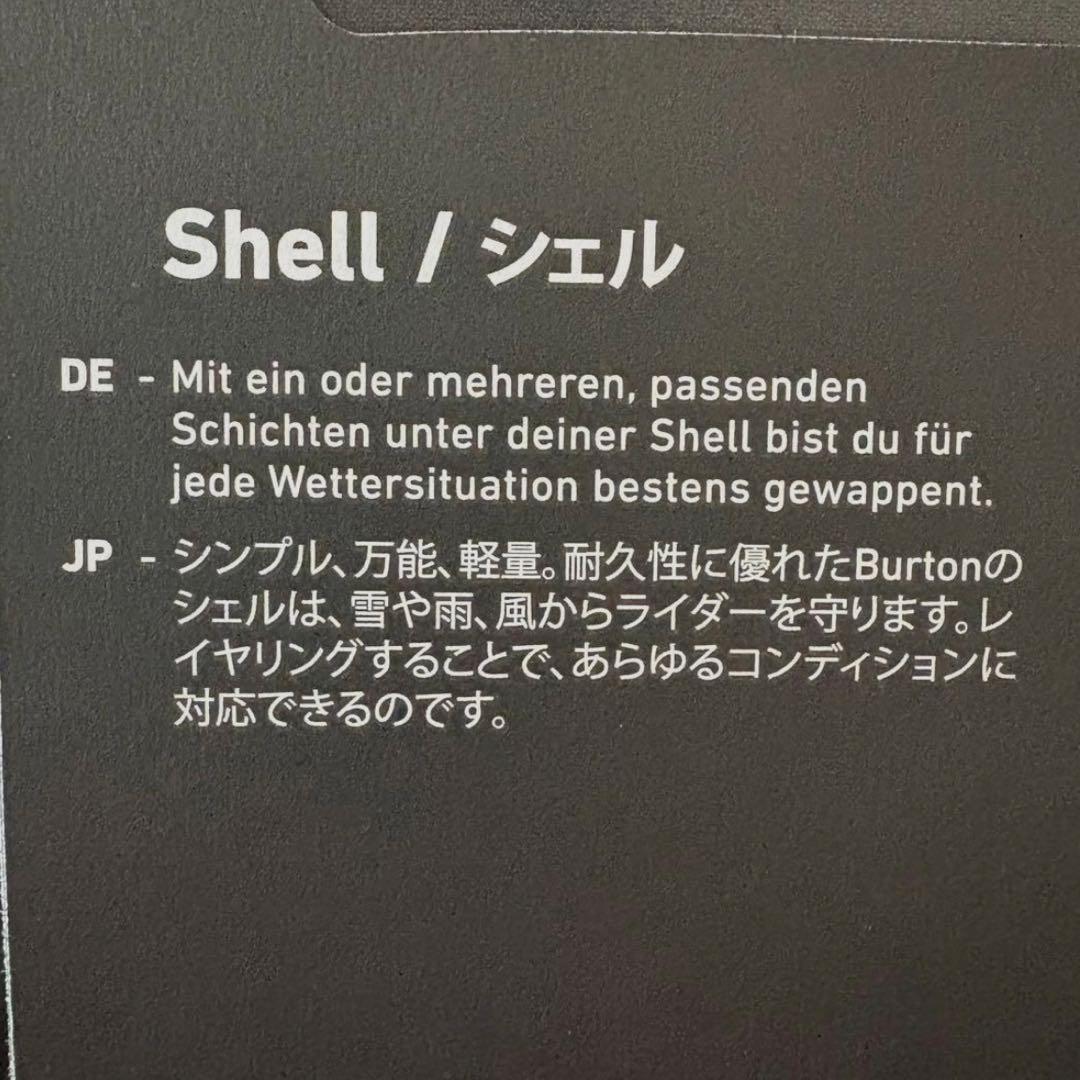 Shell / シェル
DE - Mit ein oder mehreren, passenden
Schichten unter deiner Shell bist du für
jede Wettersituation bestens gewappent.
JP - シンプル、万能、軽量。耐久性に優れたBurtonの
シェルは、雪や雨、風からライダーを守ります。レ
イヤリングすることで、あらゆるコンディションに
対応できるのです。